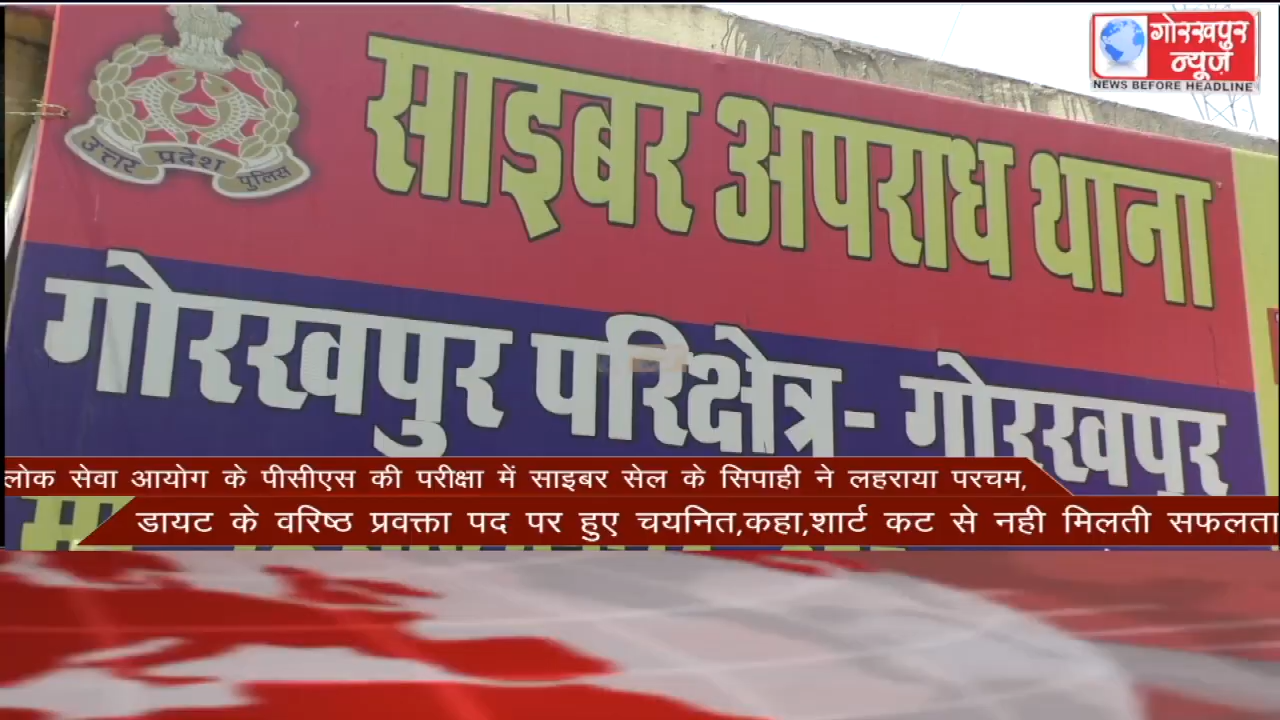 गोरखपुर
न्यूज़
NEWS BEFORE HEADLINE
उत्तर प्रदेश पुलिस
साइबर अपराध थाना
गोरखपुर परिक्षेत्र- गोरखपुर
लोक सेवा आयोग के पीसीएस की परीक्षा में साइबर सेल के सिपाही ने लहराया परचम,
डायट के वरिष्ठ प्रवक्ता पद पर हुए चयनित,कहा,शार्ट कट से नही मिलती सफलता